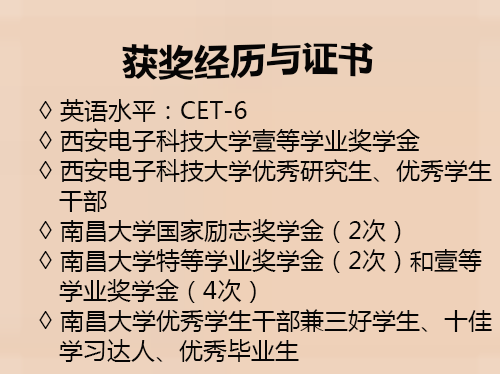 获奖经历与证书
◊ 英语水平：CET-6
◊ 西安电子科技大学壹等学业奖学金
◊ 西安电子科技大学优秀研究生、优秀学生
干部
◊ 南昌大学国家励志奖学金（2次）
◊ 南昌大学特等学业奖学金（2次）和壹等
学业奖学金（4次）
◊ 南昌大学优秀学生干部兼三好学生、十佳
学习达人、优秀毕业生